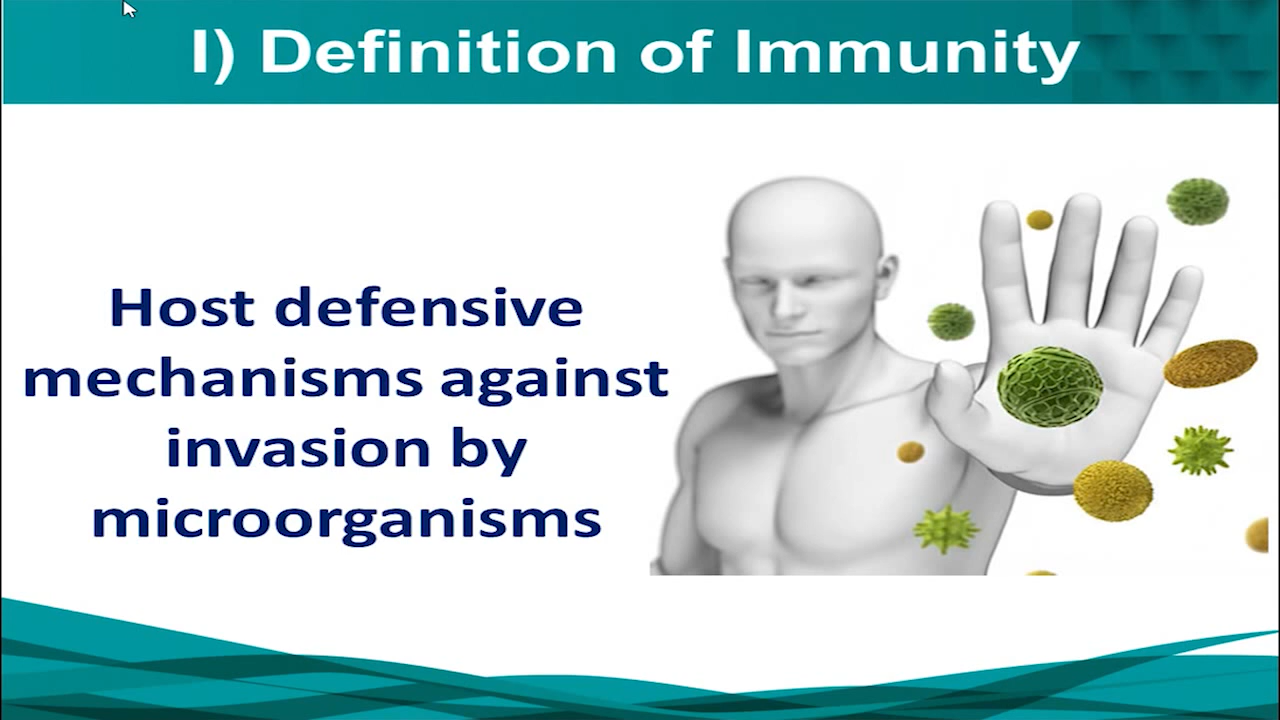 I) Definition of Immunity
Host defensive
mechanisms against
invasion by
microorganisms